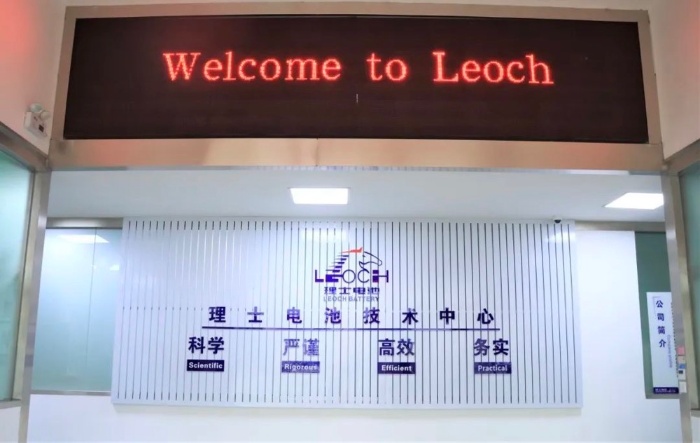 Welcome to Leoch
LEOCH
理士电池
LEOCH BATTERY
理士电池技术中心
科学 严谨 高效 务实
Scientific Rigorous Efficient Practical
公司简介